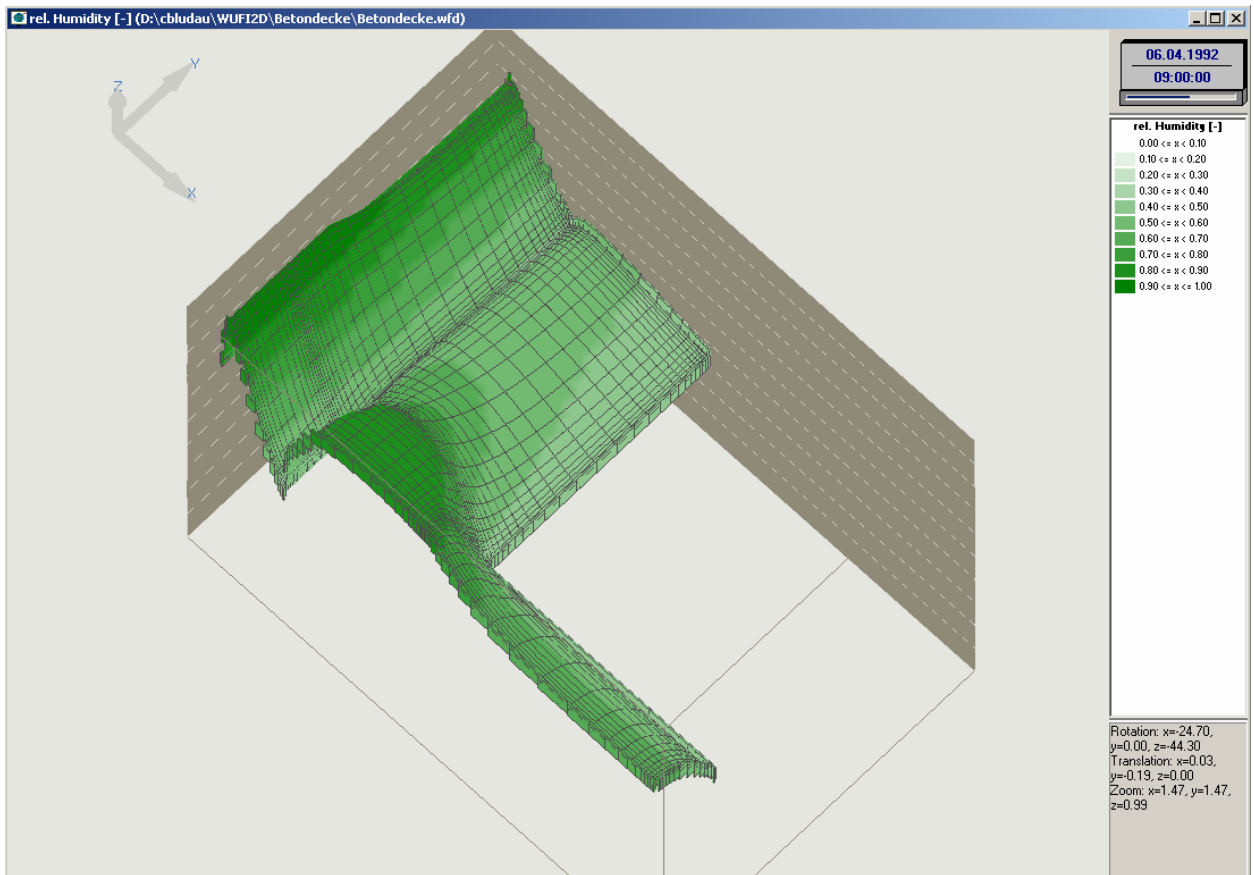 rel. Humidity [-] (D:\cbludau\WUFI2D\Betondecke\Betondecke.wfd)
Y
Z
X
06.04.1992
09:00:00
rel. Humidity [-]
0.00 <= x < 0.10
0.10 <= x < 0.20
0.20 <= x < 0.30
0.30 <= x < 0.40
0.40 <= x < 0.50
0.50 <= x < 0.60
0.60 <= x < 0.70
0.70 <= x < 0.80
0.80 <= x < 0.90
0.90 <= x <= 1.00
Rotation: x=-24.70,
y=0.00, z=-44.30
Translation: x=0.03,
y=-0.19, z=0.00
Zoom: x=1.47, y=1.47,
z=0.99